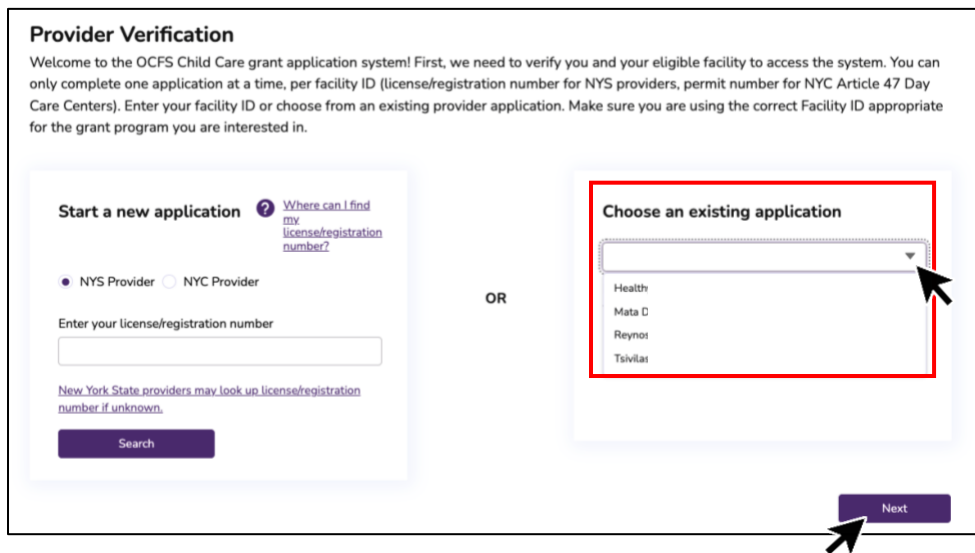 Provider Verification
Welcome to the OCFS Child Care grant application system! First, we need to verify you and your eligible facility to access the system. You can
only complete one application at a time, per facility ID (license/registration number for NYS providers, permit number for NYC Article 47 Day
Care Centers). Enter your facility ID or choose from an existing provider application. Make sure you are using the correct Facility ID appropriate
for the grant program you are interested in.
Start a new application
?
Where can I find
my
license/registration
number?
NYS Provider
NYC Provider
Enter your license/registration number
New York State providers may look up license/registration
number if unknown.
Search
OR
Choose an existing application
Mata D
Next